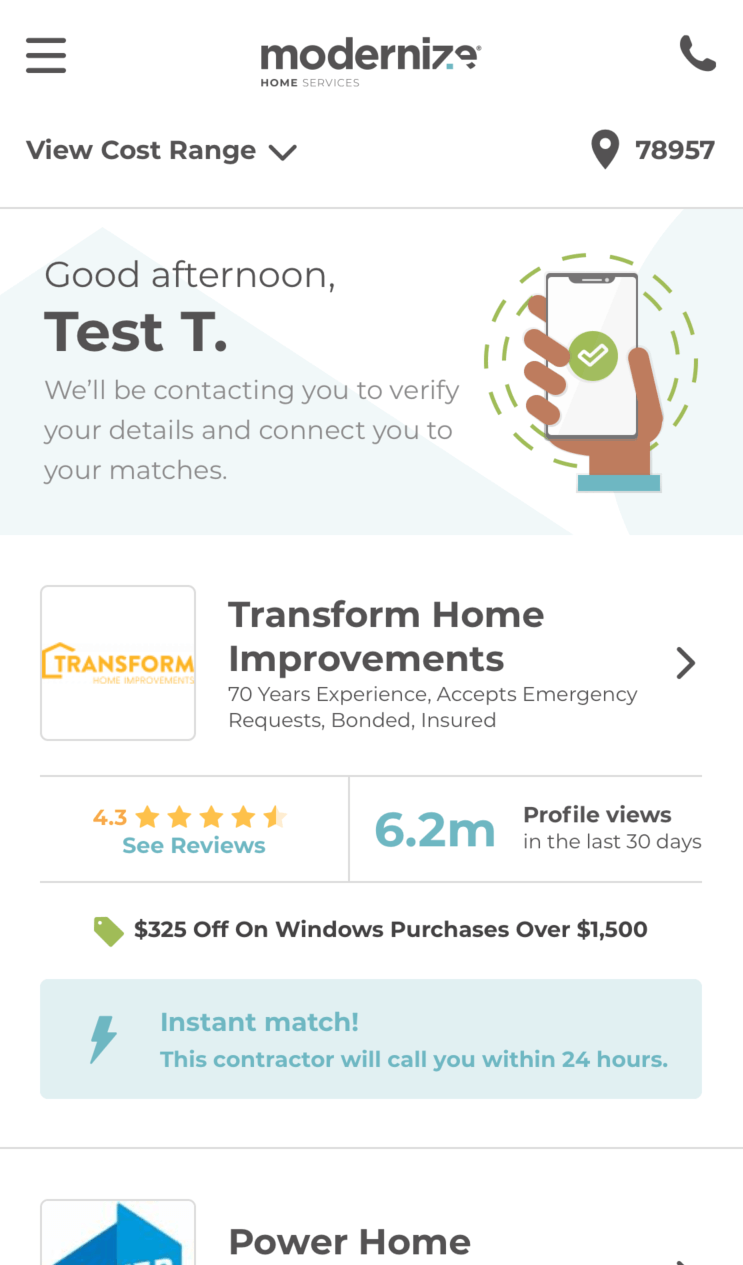 modernize
HOME SERVICES
View Cost Range
78957
Good afternoon,
Test T.
We’ll be contacting you to verify
your details and connect you to
your matches.
TRANSFORM
HOME IMPROVEMENTS
Transform Home
Improvements
70 Years Experience, Accepts Emergency
Requests, Bonded, Insured
4.3
See Reviews
6.2m
Profile views
in the last 30 days
$325 Off On Windows Purchases Over $1,500
Instant match!
This contractor will call you within 24 hours.
Power Home